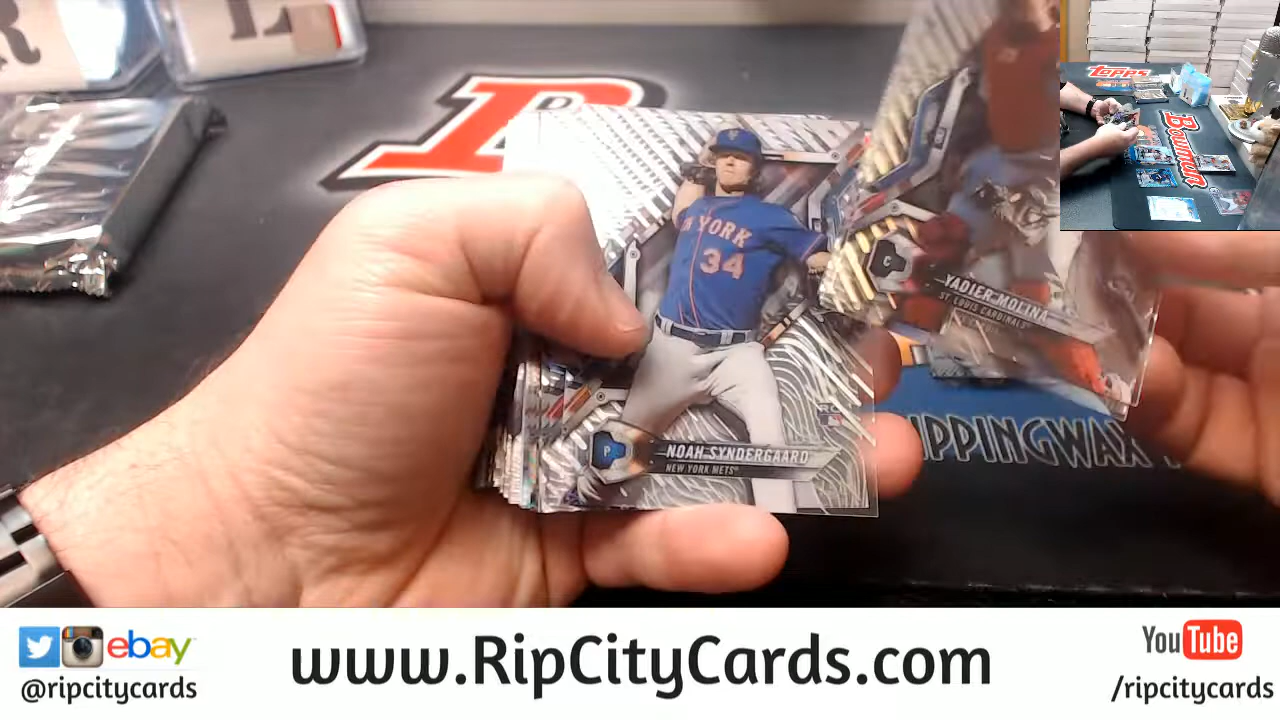 topps
BOWMAN
NEW YORK
34
P
NOAH SYNDERGAARD
NEW YORK METS
RC
C
YADIER MOLINA
ST. LOUIS CARDINALS
IPPINGWAX
ebay
@ripcitycards
www.RipCityCards.com
YouTube
/ripcitycards